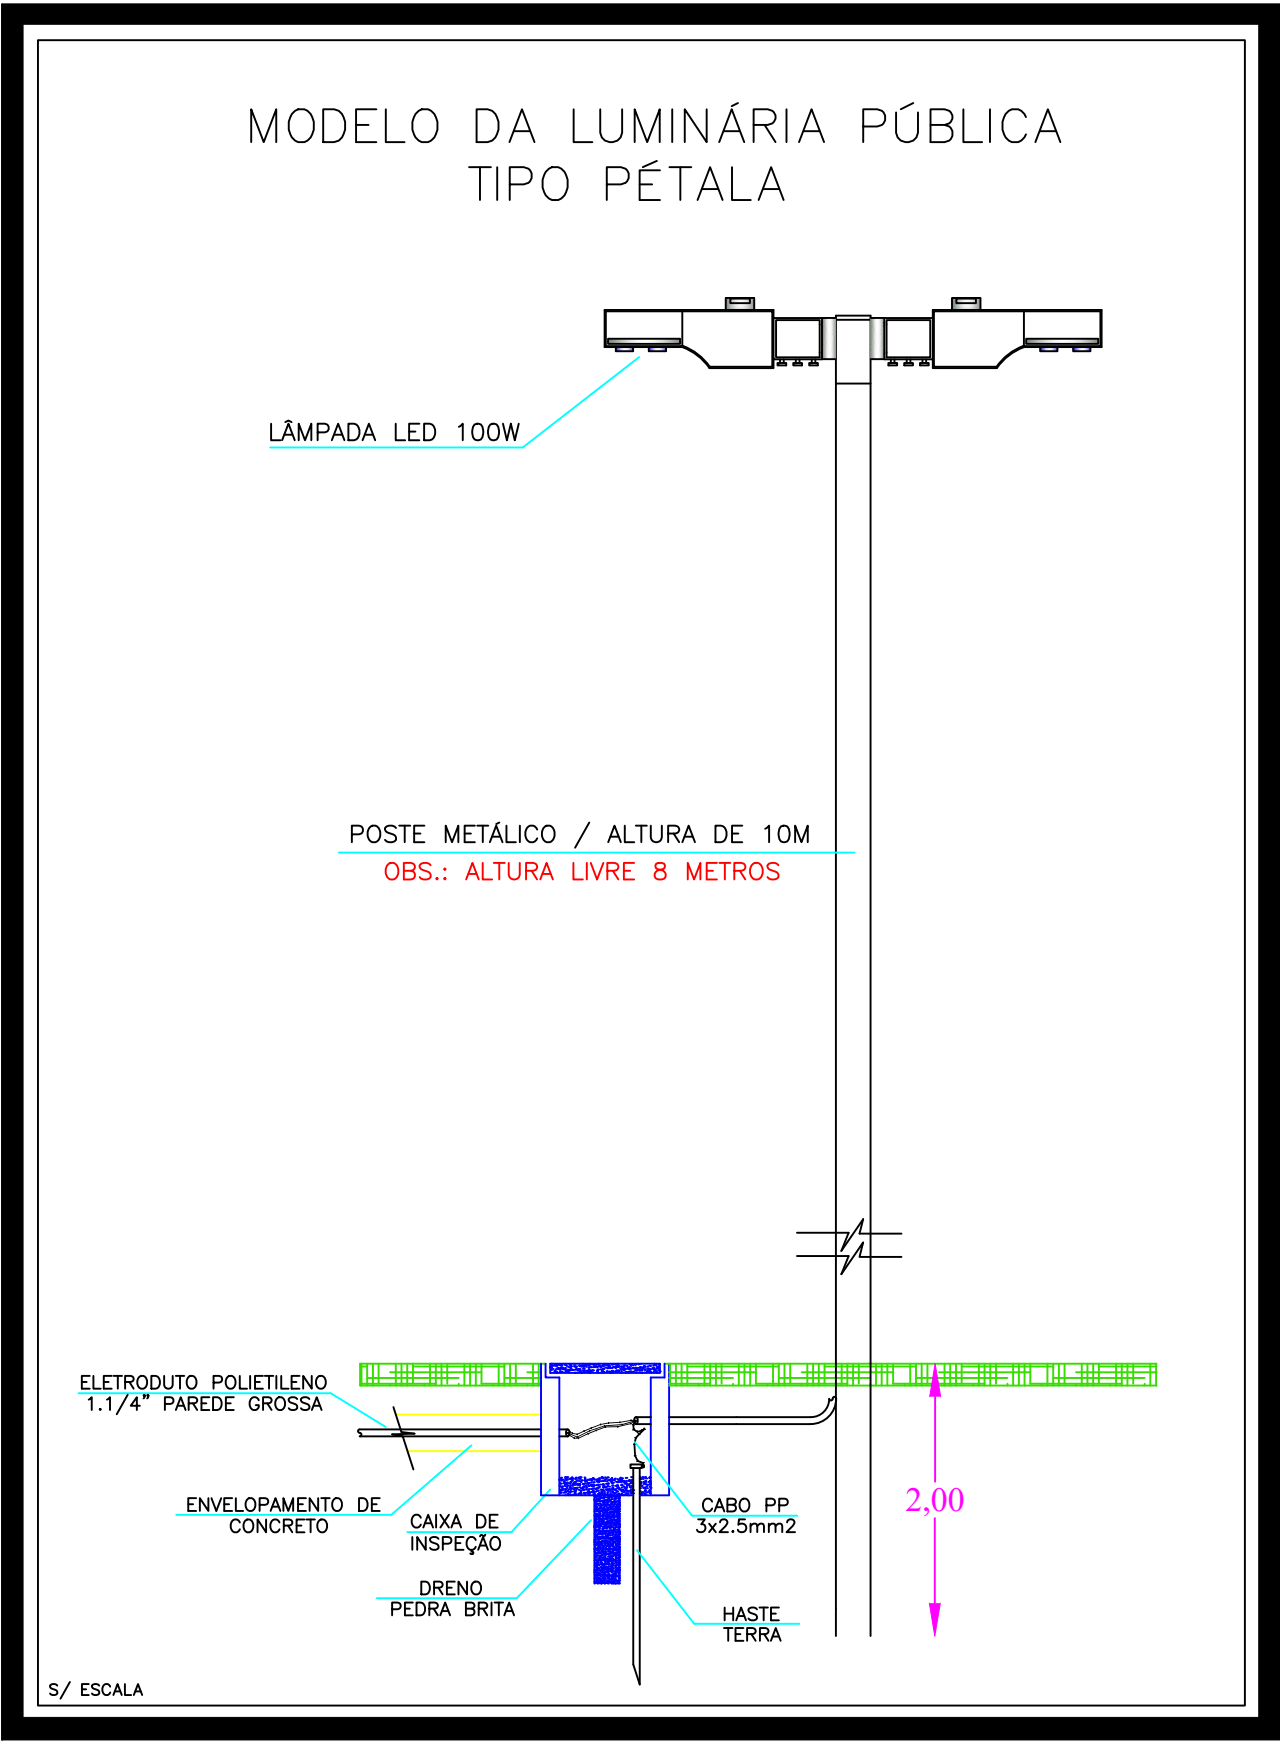 MODELO DA LUMINÁRIA PÚBLICA
TIPO PÉTALA
LÂMPADA LED 100W
POSTE METÁLICO / ALTURA DE 10M
OBS.: ALTURA LIVRE 8 METROS
ELETRODUTO POLIETILENO
1.1/4" PAREDE GROSSA
ENVELOPAMENTO DE
CONCRETO
CAIXA DE
INSPEÇÃO
DRENO
PEDRA BRITA
CABO PP
3x2.5mm2
HASTE
TERRA
2,00
S/ ESCALA